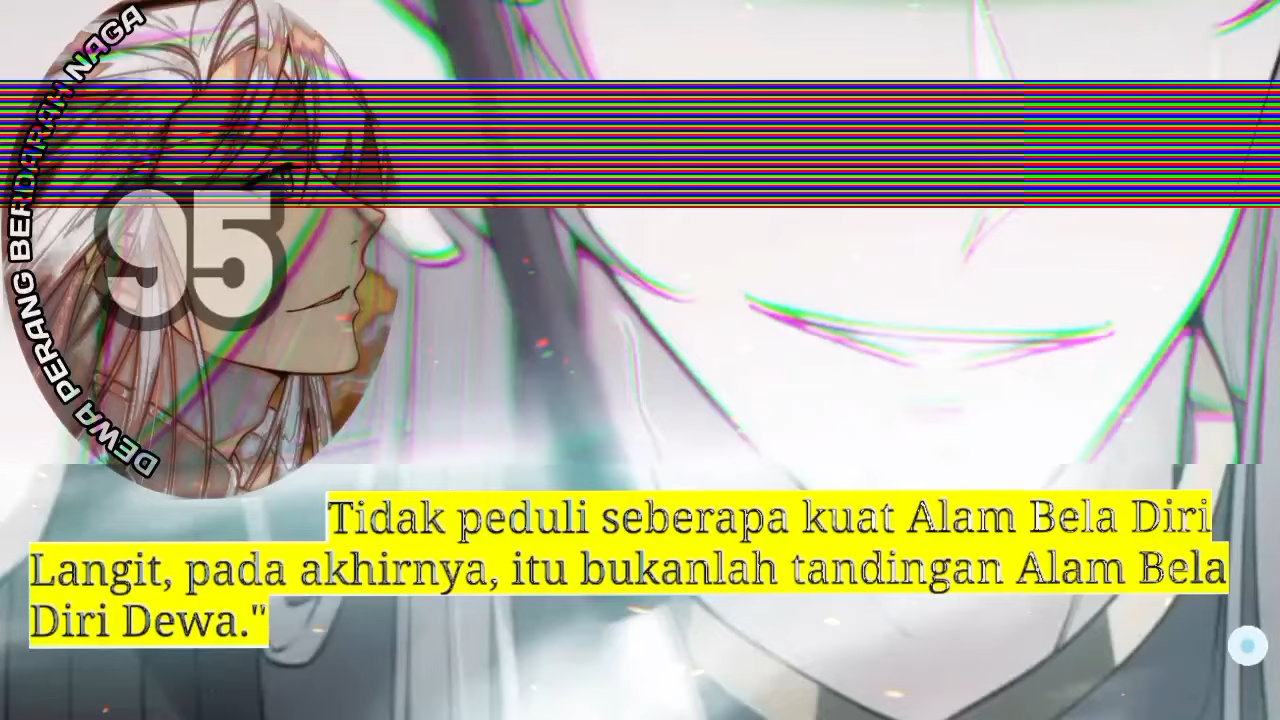 DEWA PERANG BERDARAH NAGA
95
Tidak peduli seberapa kuat Alam Bela Diri
Langit, pada akhirnya, itu bukanlah tandingan Alam Bela
Diri Dewa."